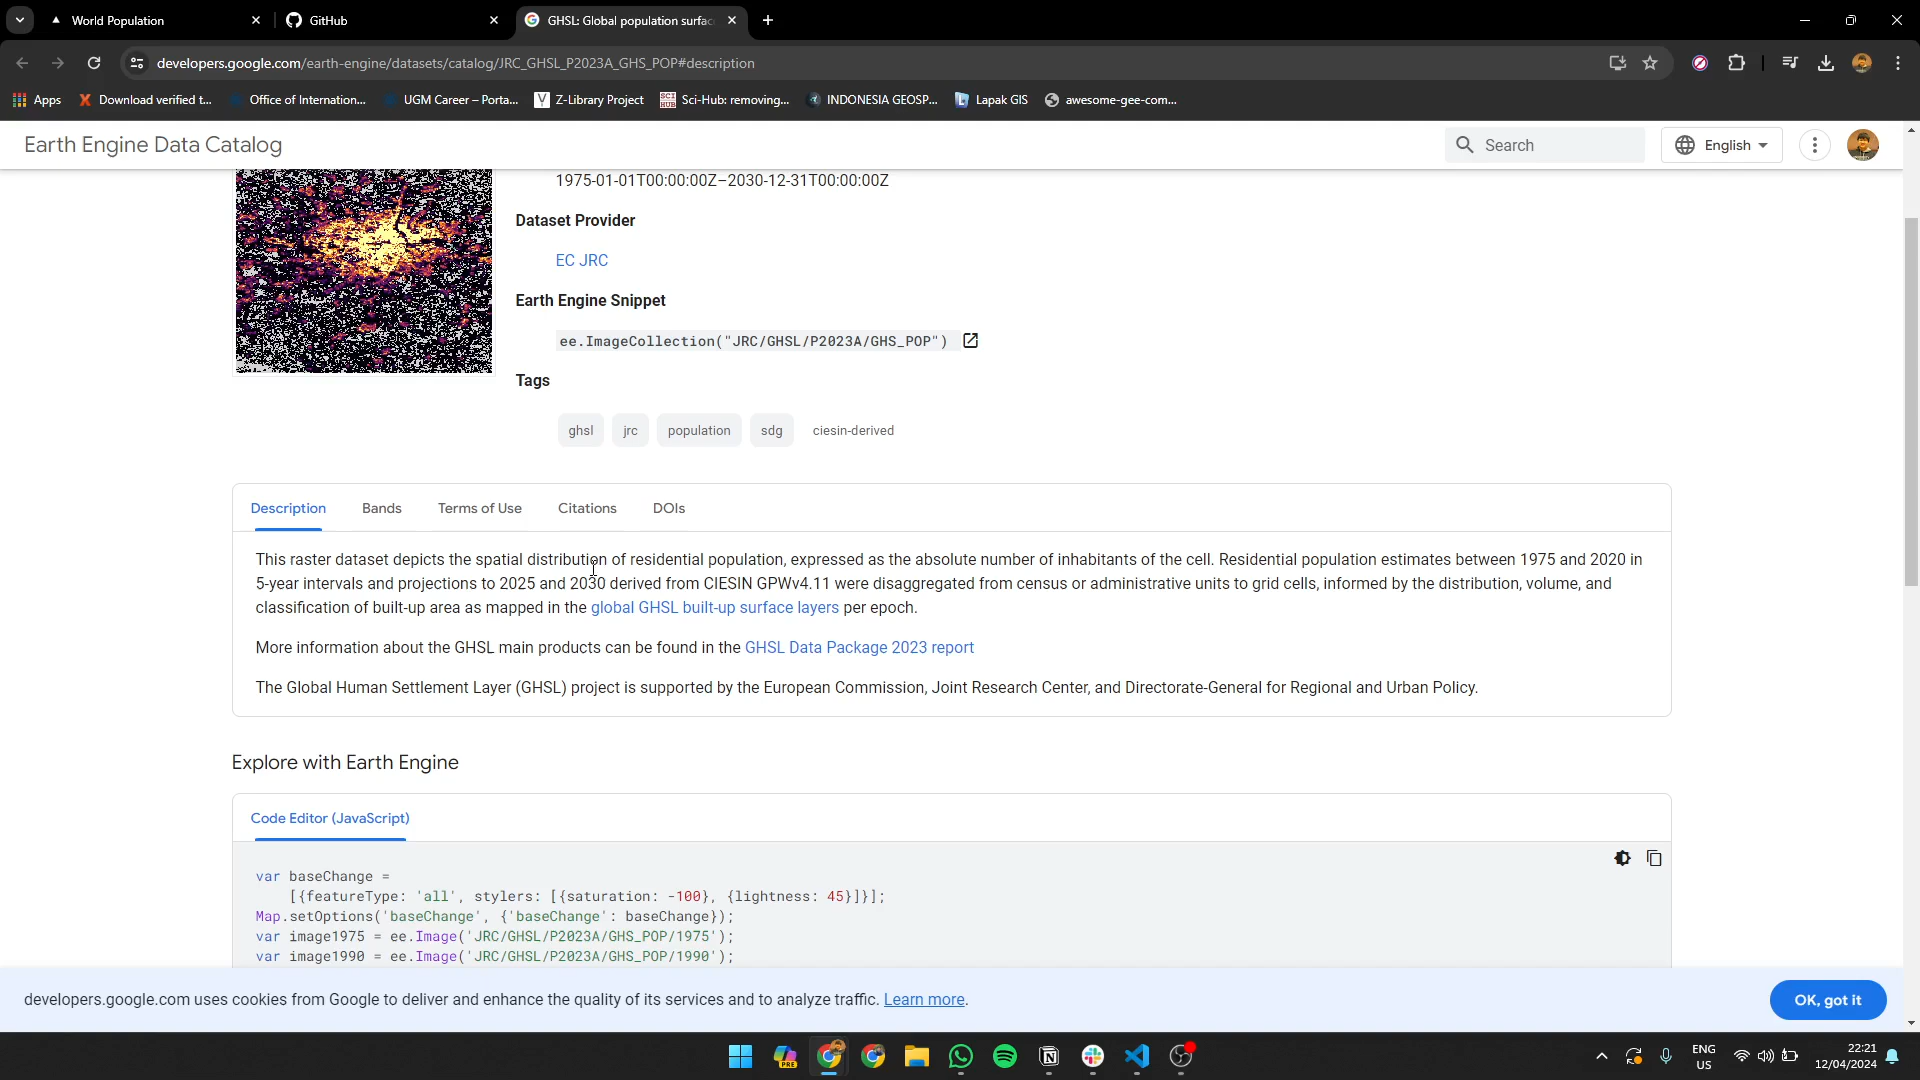 World Population
GitHub
GHSL: Global population surfac
developers.google.com/earth-engine/datasets/catalog/JRC_GHSL_P2023A_GHS_POP#description
Apps
Download verified t...
Office of Internation...
UGM Career – Porta...
Z-Library Project
Sci-Hub: removing...
INDONESIA GEOSP...
Lapak GIS
awesome-gee-com...
Earth Engine Data Catalog
Search
English
1975-01-01T00:00:00Z–2030-12-31T00:00:00Z
Dataset Provider
EC JRC
Earth Engine Snippet
ee.ImageCollection("JRC/GHSL/P2023A/GHS_POP")
Tags
ghsl jrc population sdg ciesin-derived
Description Bands Terms of Use Citations DOIs
This raster dataset depicts the spatial distribution of residential population, expressed as the absolute number of inhabitants of the cell. Residential population estimates between 1975 and 2020 in
5-year intervals and projections to 2025 and 2030 derived from CIESIN GPWv4.11 were disaggregated from census or administrative units to grid cells, informed by the distribution, volume, and
classification of built-up area as mapped in the global GHSL built-up surface layers per epoch.
More information about the GHSL main products can be found in the GHSL Data Package 2023 report
The Global Human Settlement Layer (GHSL) project is supported by the European Commission, Joint Research Center, and Directorate-General for Regional and Urban Policy.
Explore with Earth Engine
Code Editor (JavaScript)
var baseChange =
[{featureType: 'all', stylers: [{saturation: -100}, {lightness: 45}]}];
Map.setOptions('baseChange', {'baseChange': baseChange});
var image1975 = ee.Image('JRC/GHSL/P2023A/GHS_POP/1975');
var image1990 = ee.Image('JRC/GHSL/P2023A/GHS_POP/1990');
developers.google.com uses cookies from Google to deliver and enhance the quality of its services and to analyze traffic. Learn more.
OK, got it
PRE
ENG
US
22:21
12/04/2024